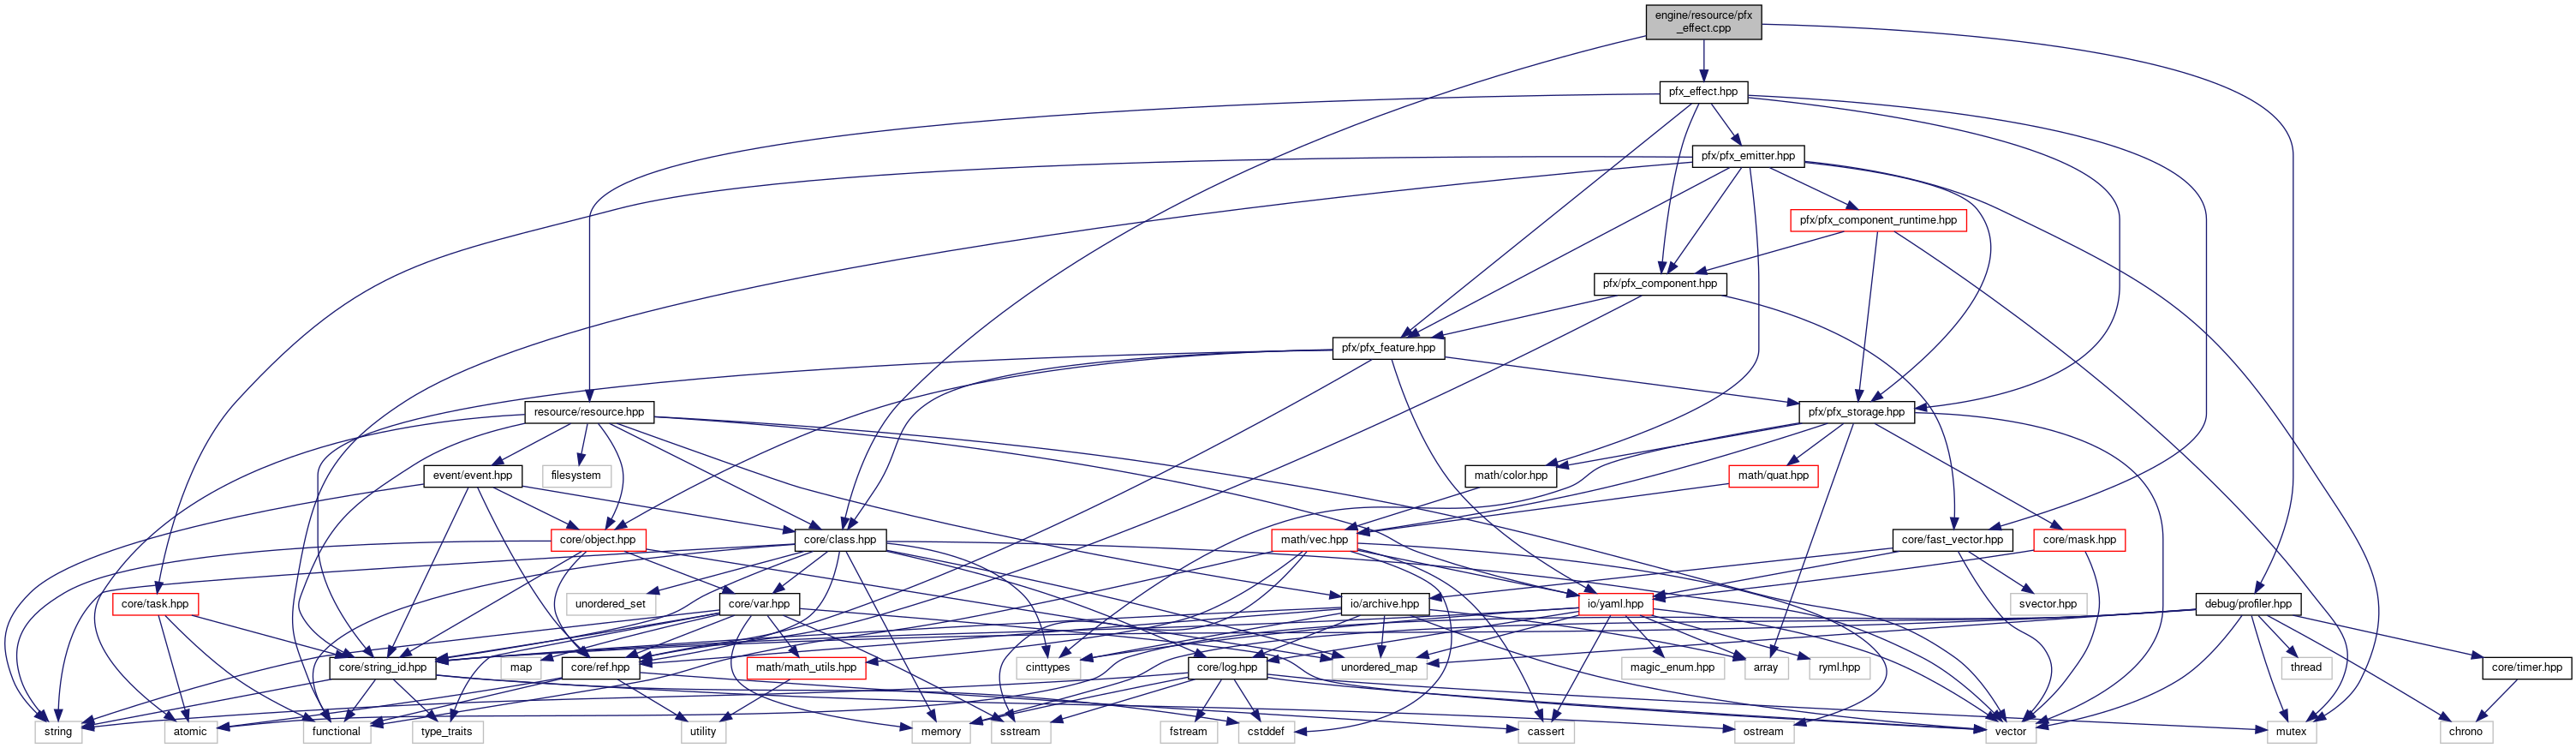 engine/resource/pfx
_effect.cpp
pfx_effect.hpp
pfx/pfx_emitter.hpp
pfx/pfx_component_runtime.hpp
pfx/pfx_component.hpp
pfx/pfx_feature.hpp
resource/resource.hpp
pfx/pfx_storage.hpp
event/event.hpp
filesystem
math/color.hpp
math/quat.hpp
core/object.hpp
core/class.hpp
math/vec.hpp
core/fast_vector.hpp
core/mask.hpp
core/task.hpp
unordered_set
core/var.hpp
io/archive.hpp
io/yaml.hpp
svector.hpp
debug/profiler.hpp
core/string_id.hpp
map
core/ref.hpp
math/math_utils.hpp
cinttypes
unordered_map
core/log.hpp
magic_enum.hpp
array
ryml.hpp
thread
core/timer.hpp
string
atomic
functional
type_traits
utility
memory
sstream
fstream
cstddef
cassert
ostream
vector
mutex
chrono